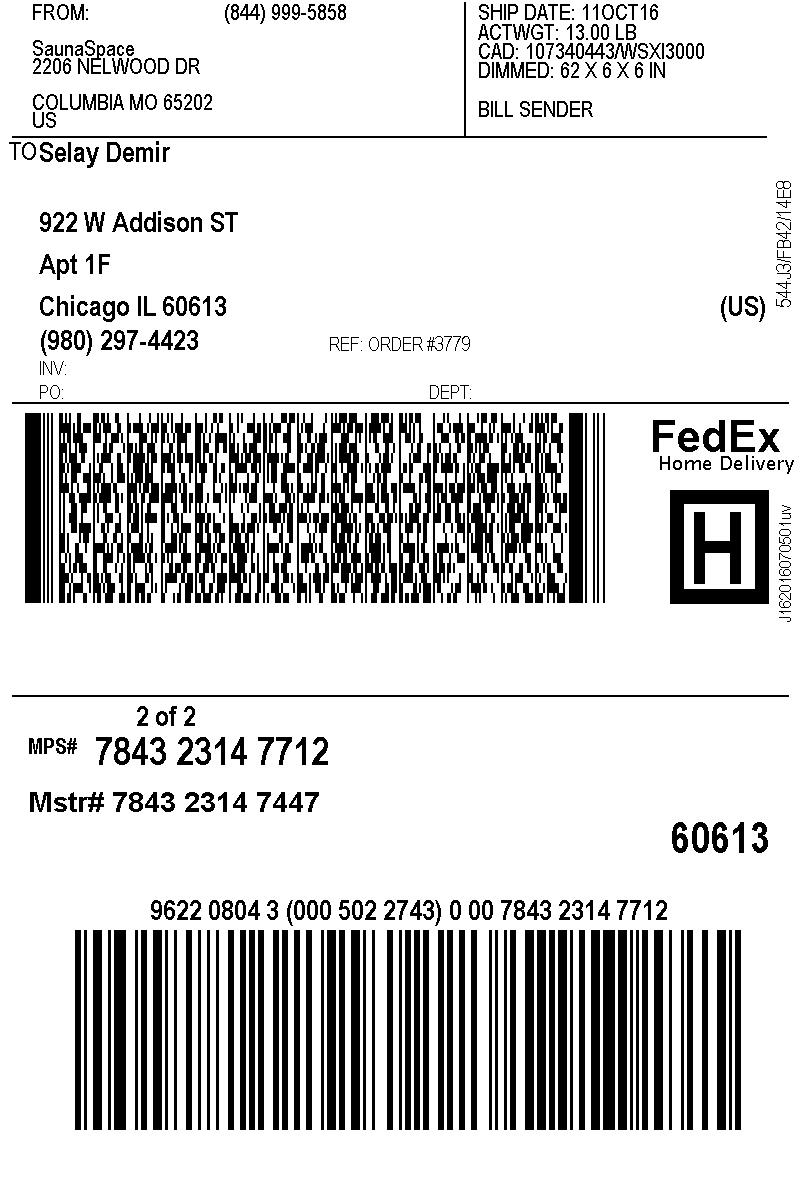 FROM: (844) 999-5858
SaunaSpace
2206 NELWOOD DR
COLUMBIA MO 65202
US
SHIP DATE: 11OCT16
ACTWGT: 13.00 LB
CAD: 107340443/WSXI3000
DIMMED: 62 X 6 X 6 IN
BILL SENDER
TO Selay Demir
922 W Addison ST
Apt 1F
Chicago IL 60613 (US)
(980) 297-4423 REF: ORDER #3779
INV:
PO: DEPT:
544J3/FB42/14E8
FedEx
Home Delivery
H
J162016070501uv
2 of 2
MPS# 7843 2314 7712
Mstr# 7843 2314 7447
60613
9622 0804 3 (000 502 2743) 0 00 7843 2314 7712